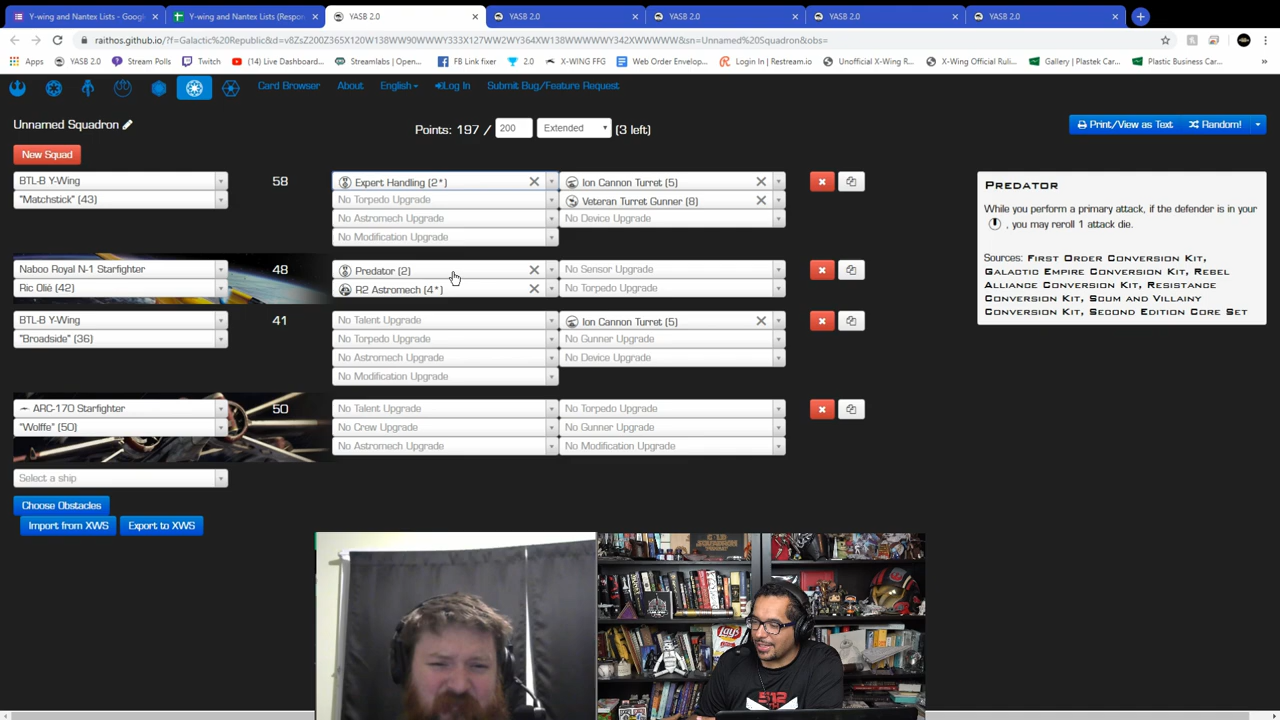 Y-wing and Nantex Lists - Googl
Y-wing and Nantex Lists (Respon
YASB 2.0
YASB 2.0
YASB 2.0
YASB 2.0
YASB 2.0
raithos.github.io/?f=Galactic%20Republic&d=v8ZsZ200Z365X120W138WW90WWWY333X127WW2WY364XW138WWWWWY342XWWWWW&sn=Unnamed%20Squadron&obs=
Apps
YASB 2.0
Stream Polls
Twitch
(14) Live Dashboard...
Streamlabs | Open...
FB Link fixer
2.0
X-WING FFG
Web Order Envelop...
Log In | Restream.io
Unofficial X-Wing R...
X-Wing Official Ruli...
Gallery | Plastek Car...
Plastic Business Car...
Card Browser
About
English
Log In
Submit Bug/Feature Request
Unnamed Squadron
Points: 197 / 200 Extended (3 left)
Print/View as Text
Random!
New Squad
BTL-B Y-Wing
58
Expert Handling (2*)
Ion Cannon Turret (5)
"Matchstick" (43)
No Torpedo Upgrade
Veteran Turret Gunner (8)
No Astromech Upgrade
No Device Upgrade
No Modification Upgrade
Naboo Royal N-1 Starfighter
48
Predator (2)
No Sensor Upgrade
Ric Olié (42)
R2 Astromech (4*)
No Torpedo Upgrade
BTL-B Y-Wing
41
No Talent Upgrade
Ion Cannon Turret (5)
"Broadside" (36)
No Torpedo Upgrade
No Gunner Upgrade
No Astromech Upgrade
No Device Upgrade
No Modification Upgrade
ARC-170 Starfighter
50
No Talent Upgrade
No Torpedo Upgrade
"Wolffe" (50)
No Crew Upgrade
No Gunner Upgrade
No Astromech Upgrade
No Modification Upgrade
Select a ship
Choose Obstacles
Import from XWS
Export to XWS
Predator
While you perform a primary attack, if the defender is in your
, you may reroll 1 attack die.
Sources: First Order Conversion Kit,
Galactic Empire Conversion Kit, Rebel
Alliance Conversion Kit, Resistance
Conversion Kit, Scum and Villainy
Conversion Kit, Second Edition Core Set
Lay's
512